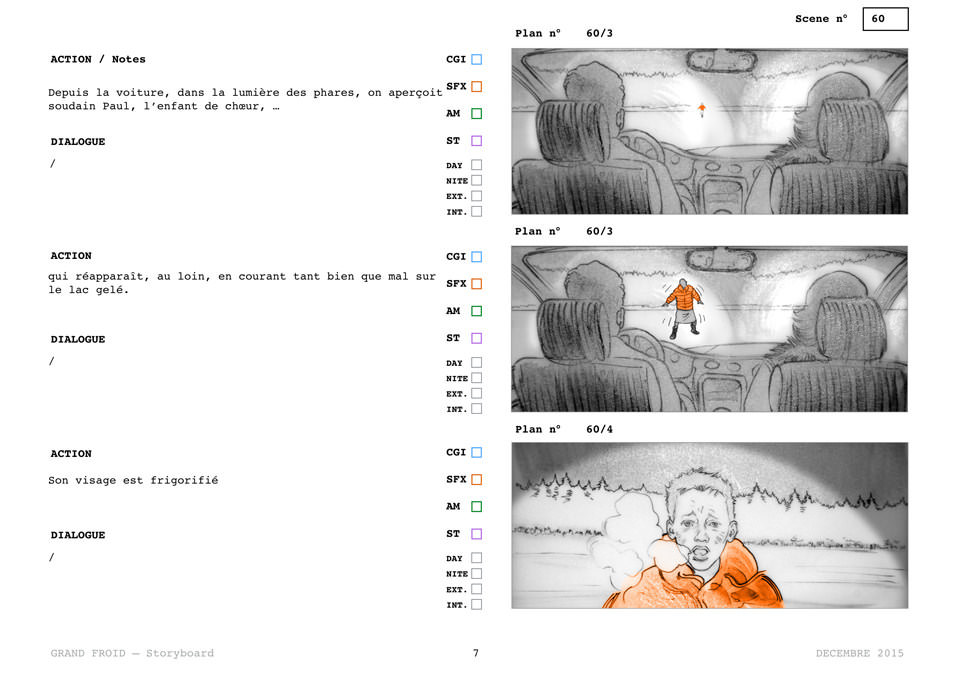 Scene nº 60
Plan nº 60/3
ACTION / Notes
CGI
Depuis la voiture, dans la lumière des phares, on aperçoit
soudain Paul, l’enfant de chœur, …
SFX
AM
DIALOGUE
ST
/
DAY
NITE
EXT.
INT.
Plan nº 60/3
ACTION
CGI
qui réapparaît, au loin, en courant tant bien que mal sur
le lac gelé.
SFX
AM
DIALOGUE
ST
/
DAY
NITE
EXT.
INT.
Plan nº 60/4
ACTION
CGI
Son visage est frigorifié
SFX
AM
DIALOGUE
ST
/
DAY
NITE
EXT.
INT.
GRAND FROID — Storyboard
7
DECEMBRE 2015